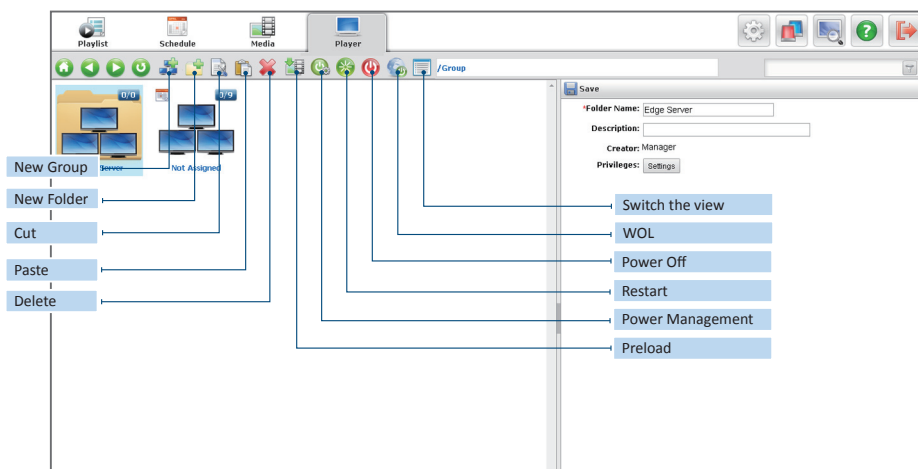 Playlist
Schedule
Media
Player
/Group
0/0
0/9
Server
Not Assigned
Save
*Folder Name: Edge Server
Description:
Creator: Manager
Privileges: Settings
New Group
New Folder
Cut
Paste
Delete
Switch the view
WOL
Power Off
Restart
Power Management
Preload